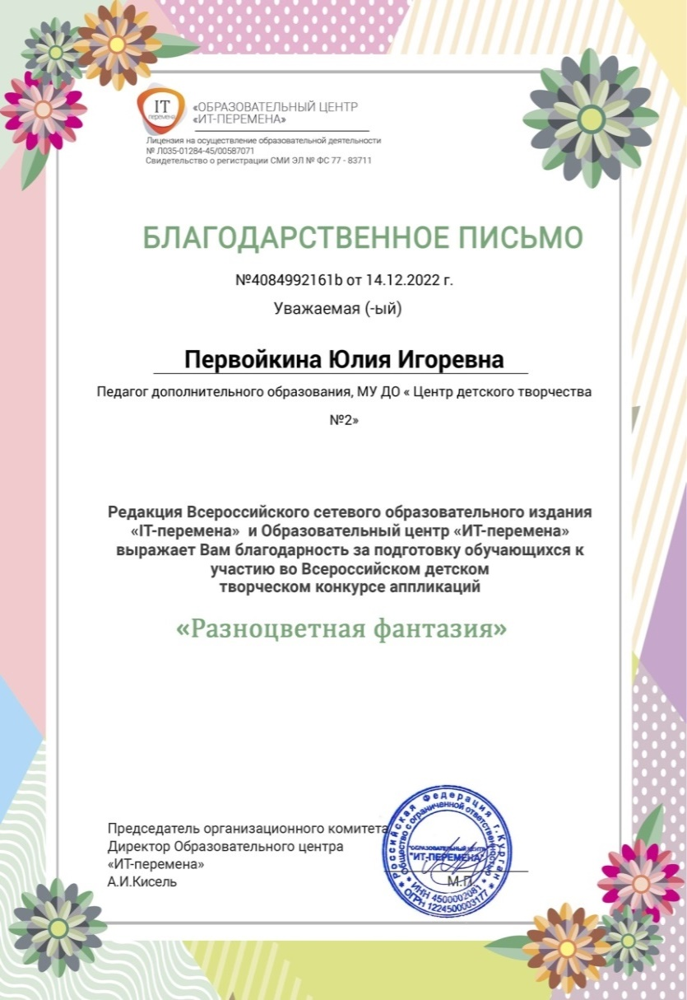 IT
перемена
«ОБРАЗОВАТЕЛЬНЫЙ ЦЕНТР
«ИТ-ПЕРЕМЕНА»
Лицензия на осуществление образовательной деятельности
№ Л035-01284-45/00587071
Свидетельство о регистрации СМИ ЭЛ № ФС 77 - 83711
БЛАГОДАРСТВЕННОЕ ПИСЬМО
№4084992161b от 14.12.2022 г.
Уважаемая (-ый)
Первойкина Юлия Игоревна
Педагог дополнительного образования, МУ ДО « Центр детского творчества
№2»
Редакция Всероссийского сетевого образовательного издания
«IT-перемена» и Образовательный центр «ИТ-перемена»
выражает Вам благодарность за подготовку обучающихся к
участию во Всероссийском детском
творческом конкурсе аппликаций
«Разноцветная фантазия»
Председатель организационного комитета
Директор Образовательного центра
«ИТ-перемена»
А.И.Кисель
М.П.
* Российская Федерация г.Курган *
Общество с ограниченной ответственностью
"ОБРАЗОВАТЕЛЬНЫЙ ЦЕНТР
"ИТ-ПЕРЕМЕНА"
* ИНН 4500002081 *
ОГРН 1224500003177